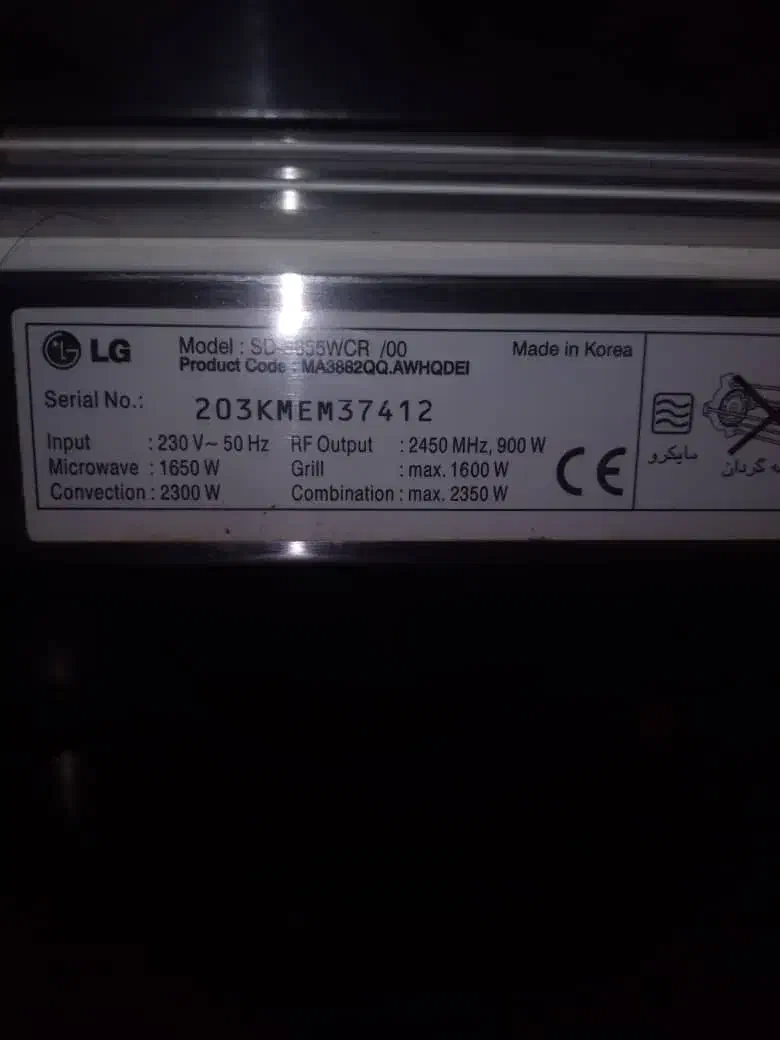 LG
Model : /00
Made in Korea
Product Code : MA3882QQ.AWHQDEI
Serial No.: 203KMEM37412
Input : 230 V~ 50 Hz RF Output : 2450 MHz, 900 W
Microwave : 1650 W Grill : max. 1600 W
Convection : 2300 W Combination : max. 2350 W
CE
مایکرو
گردان